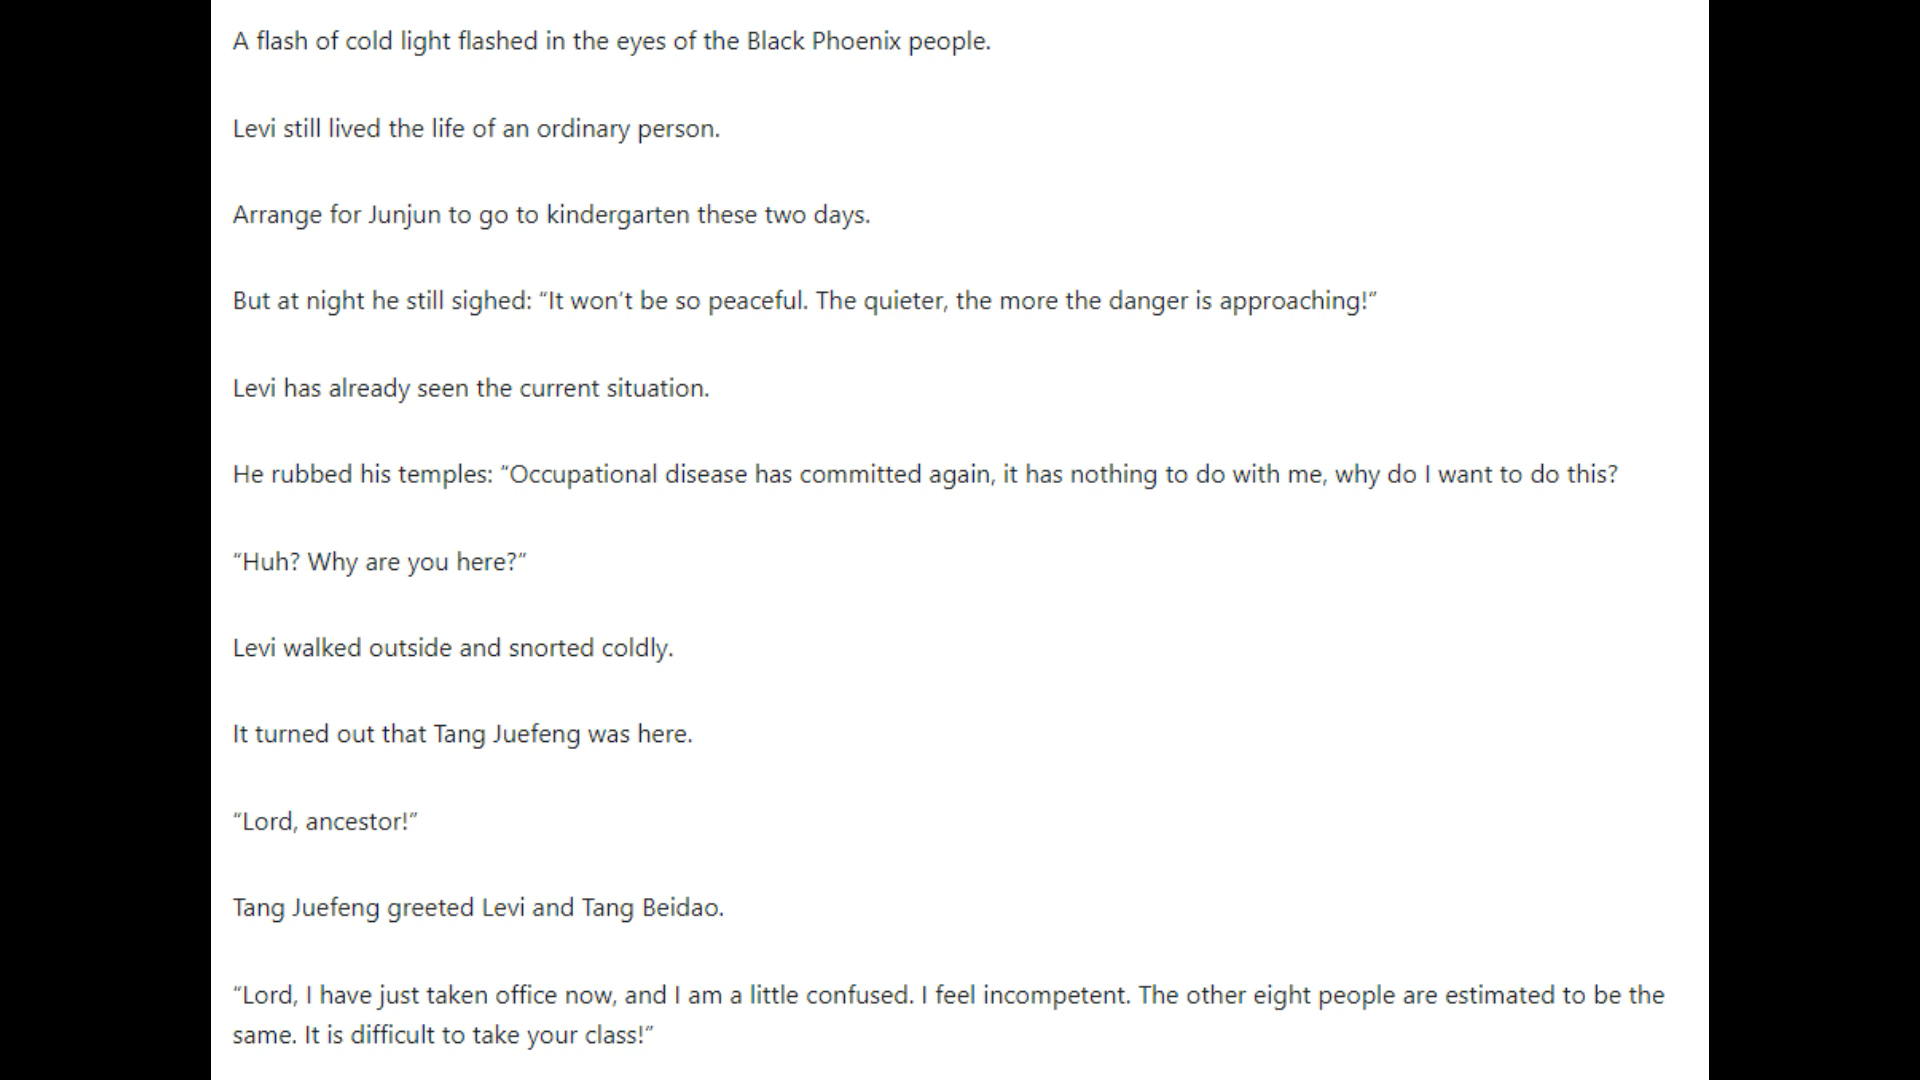 A flash of cold light flashed in the eyes of the Black Phoenix people.
Levi still lived the life of an ordinary person.
Arrange for Junjun to go to kindergarten these two days.
But at night he still sighed: “It won’t be so peaceful. The quieter, the more the danger is approaching!”
Levi has already seen the current situation.
He rubbed his temples: “Occupational disease has committed again, it has nothing to do with me, why do I want to do this?
“Huh? Why are you here?”
Levi walked outside and snorted coldly.
It turned out that Tang Juefeng was here.
“Lord, ancestor!”
Tang Juefeng greeted Levi and Tang Beidao.
“Lord, I have just taken office now, and I am a little confused. I feel incompetent. The other eight people are estimated to be the
same. It is difficult to take your class!”